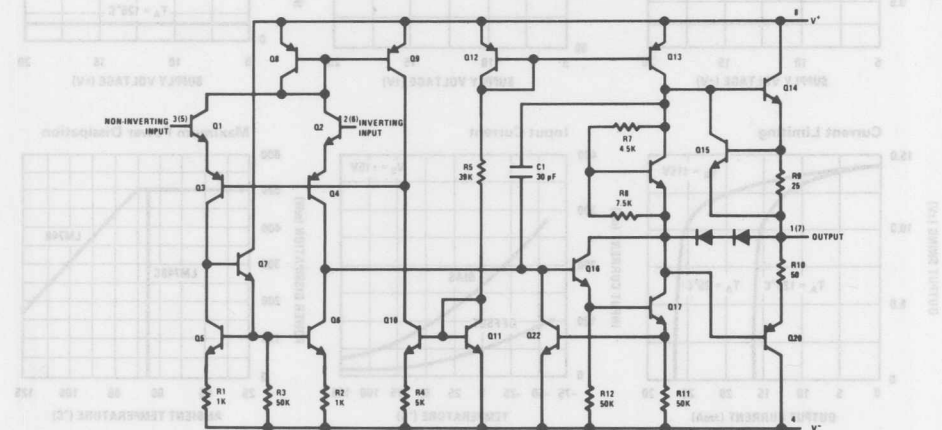 8
V+
Q8
Q9
Q12
Q13
Q14
NON-INVERTING
INPUT
3(5)
Q1
Q2
2(6)
INVERTING
INPUT
R7
4.5K
Q15
R5
39K
C1
30 pF
R9
25
Q3
Q4
R8
7.5K
1(7)
OUTPUT
Q7
Q16
R10
50
Q5
Q6
Q10
Q11
Q22
Q17
Q20
R1
1K
R3
50K
R2
1K
R4
5K
R12
50K
R11
50K
4
V-